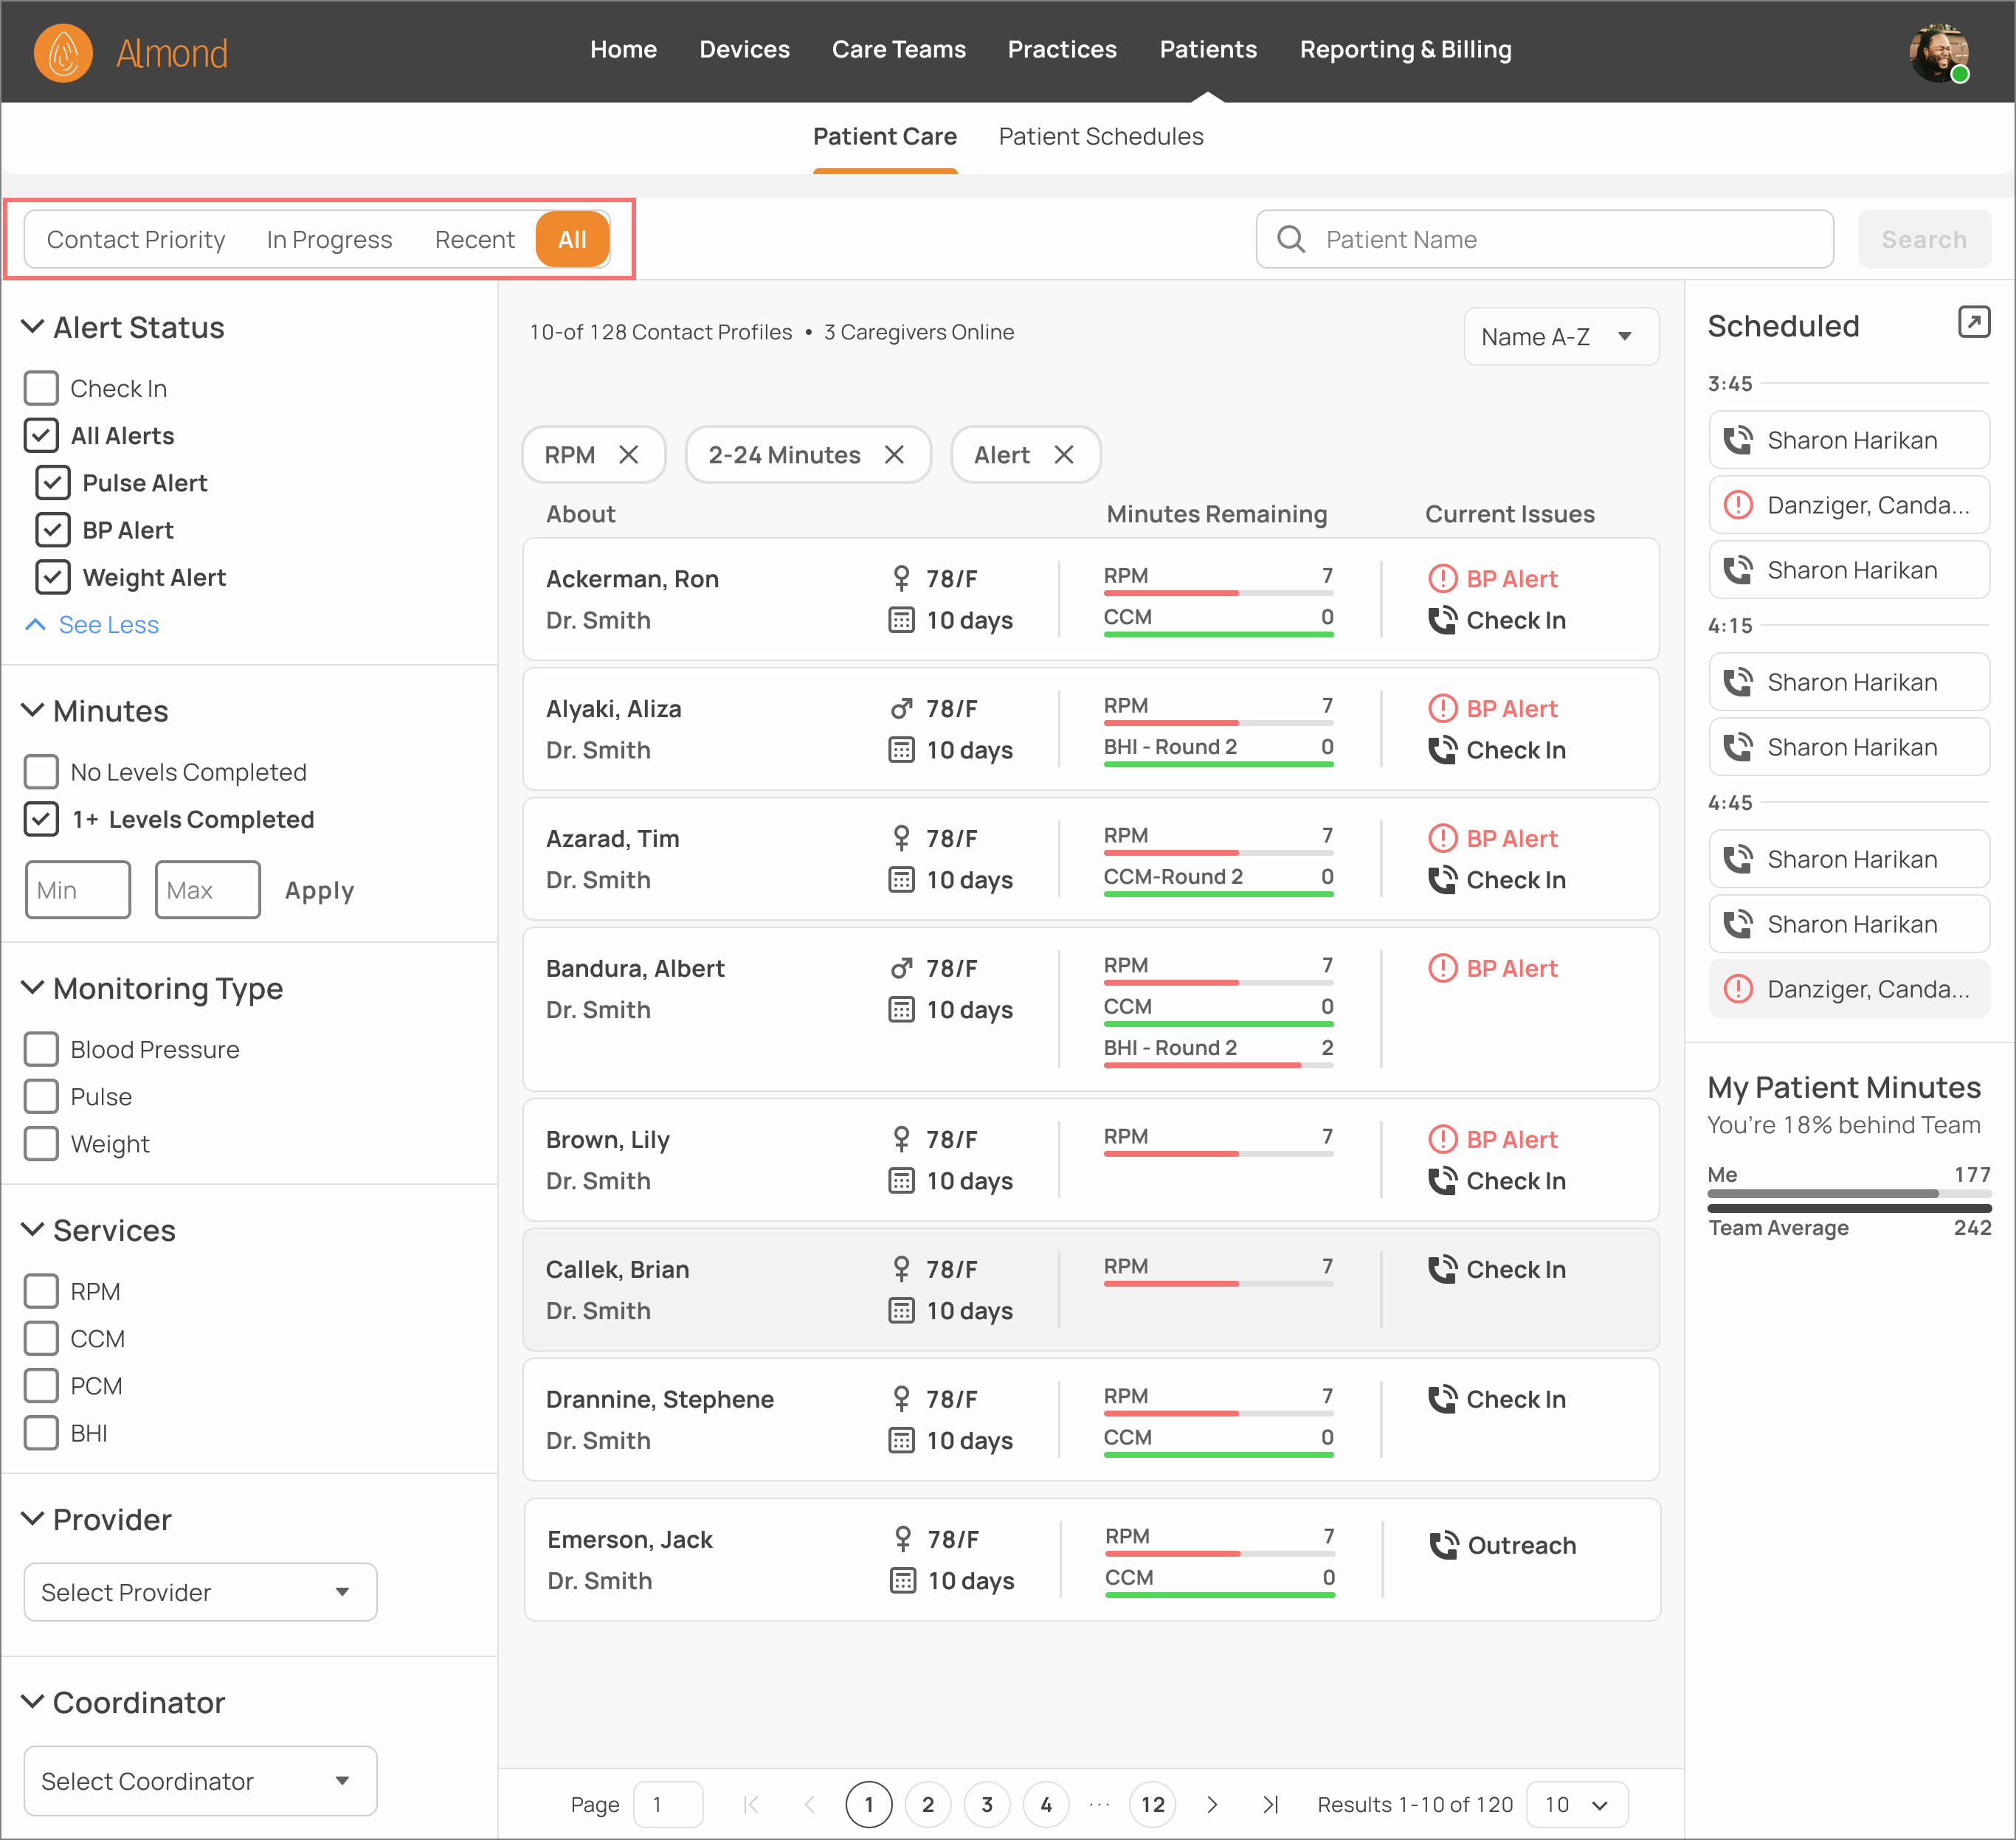 Almond
Home Devices Care Teams Practices Patients Reporting & Billing
Patient Care Patient Schedules
Contact Priority In Progress Recent All
Patient Name
Search
Alert Status
Check In
All Alerts
Pulse Alert
BP Alert
Weight Alert
See Less
Minutes
No Levels Completed
1+ Levels Completed
Min Max Apply
Monitoring Type
Blood Pressure
Pulse
Weight
Services
RPM
CCM
PCM
BHI
Provider
Select Provider
Coordinator
Select Coordinator
10-of 128 Contact Profiles • 3 Caregivers Online
Name A-Z
RPM 2-24 Minutes Alert
About Minutes Remaining Current Issues
Ackerman, Ron 78/F RPM 7 BP Alert
Dr. Smith 10 days CCM 0 Check In
Alyaki, Aliza 78/F RPM 7 BP Alert
Dr. Smith 10 days BHI - Round 2 0 Check In
Azarad, Tim 78/F RPM 7 BP Alert
Dr. Smith 10 days CCM-Round 2 0 Check In
Bandura, Albert 78/F RPM 7 BP Alert
Dr. Smith 10 days CCM 0
BHI - Round 2 2
Brown, Lily 78/F RPM 7 BP Alert
Dr. Smith 10 days Check In
Callek, Brian 78/F RPM 7 Check In
Dr. Smith 10 days
Drannine, Stephene 78/F RPM 7 Check In
Dr. Smith 10 days CCM 0
Emerson, Jack 78/F RPM 7 Outreach
Dr. Smith 10 days CCM 0
Page 1 1 2 3 4 ... 12 Results 1-10 of 120 10
Scheduled
3:45
Sharon Harikan
Danziger, Canda...
Sharon Harikan
4:15
Sharon Harikan
Sharon Harikan
4:45
Sharon Harikan
Sharon Harikan
Danziger, Canda...
My Patient Minutes
You're 18% behind Team
Me 177
Team Average 242